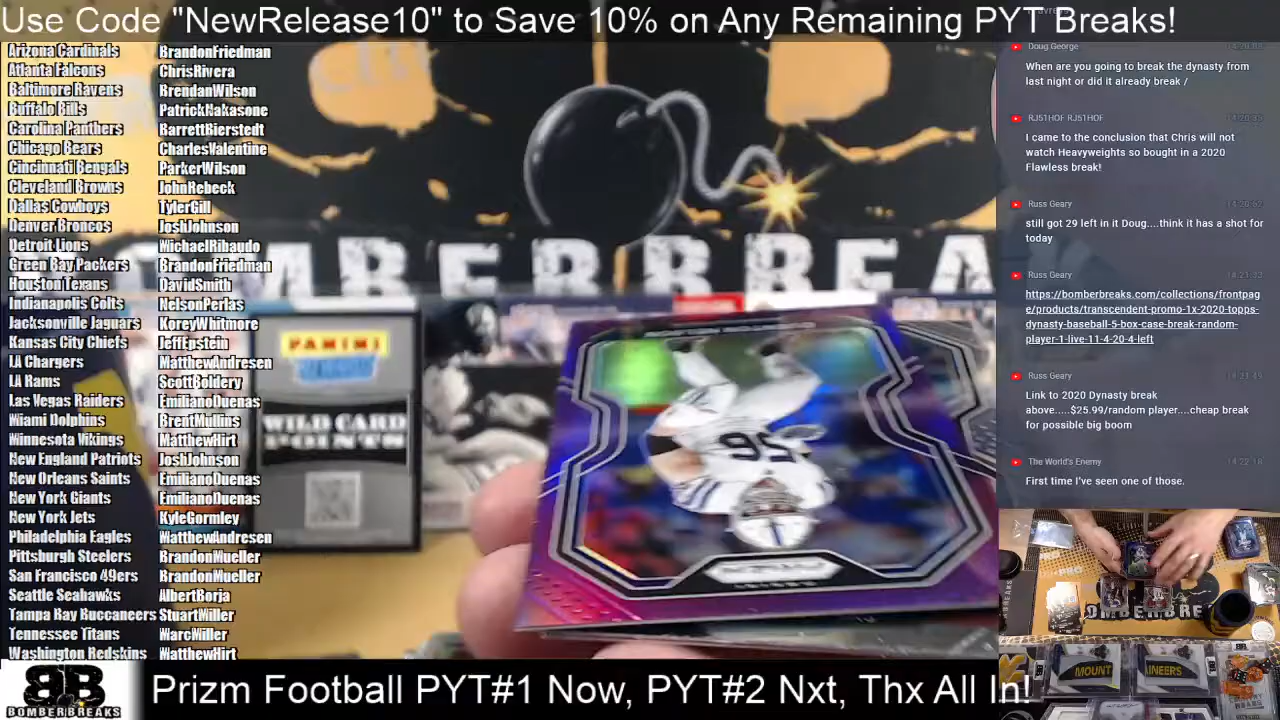 Use Code "NewRelease10" to Save 10% on Any Remaining PYT Breaks!
Arizona Cardinals BrandonFriedman
Atlanta Falcons ChrisRivera
Baltimore Ravens BrendanWilson
Buffalo Bills PatrickNakasone
Carolina Panthers BarrettBierstedt
Chicago Bears CharlesValentine
Cincinnati Bengals ParkerWilson
Cleveland Browns JohnRebeck
Dallas Cowboys TylerGill
Denver Broncos JoshJohnson
Detroit Lions MichaelRibaudo
Green Bay Packers BrandonFriedman
Houston Texans DavidSmith
Indianapolis Colts NelsonPerlas
Jacksonville Jaguars KoreyWhitmore
Kansas City Chiefs JeffEpstein
LA Chargers MatthewAndresen
LA Rams ScottBoldery
Las Vegas Raiders EmilianoDuenas
Miami Dolphins BrentMullins
Minnesota Vikings MatthewHirt
New England Patriots JoshJohnson
New Orleans Saints EmilianoDuenas
New York Giants EmilianoDuenas
New York Jets KyleGormley
Philadelphia Eagles MatthewAndresen
Pittsburgh Steelers BrandonMueller
San Francisco 49ers BrandonMueller
Seattle Seahawks AlbertBorja
Tampa Bay Buccaneers StuartMiller
Tennessee Titans MarcMiller
Washington Redskins MatthewHirt
MBERBREA
PANINI
WILD CARD
POINTS
56
Doug George
When are you going to break the dynasty from
last night or did it already break /
RJ51HOF RJ51HOF
I came to the conclusion that Chris will not
watch Heavyweights so bought in a 2020
Flawless break!
Russ Geary
still got 29 left in it Doug....think it has a shot for
today
Russ Geary
https://bomberbreaks.com/collections/frontpag
e/products/transcendent-promo-1x-2020-topps-
dynasty-baseball-5-box-case-break-random-
player-1-live-11-4-20-4-left
Russ Geary
Link to 2020 Dynasty break
above.....$25.99/random player....cheap break
for possible big boom
The World's Enemy 14:22:18
First time I've seen one of those.
OMBERBRE
MOUNT
AINEERS
BB
BOMBERBREAKS
Prizm Football PYT#1 Now, PYT#2 Nxt, Thx All In!